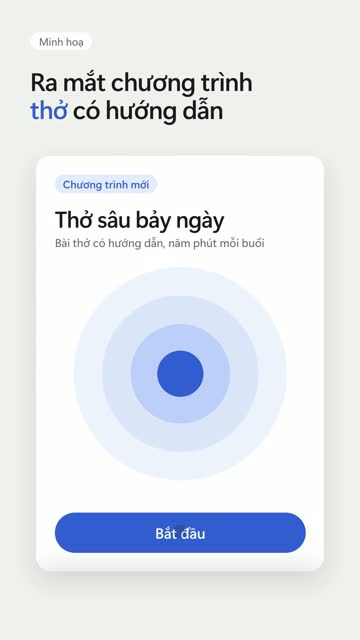 Minh hoạ
Ra mắt chương trình
thở có hướng dẫn
Chương trình mới
Thở sâu bảy ngày
Bài thở có hướng dẫn, năm phút mỗi buổi
Bắt đầu